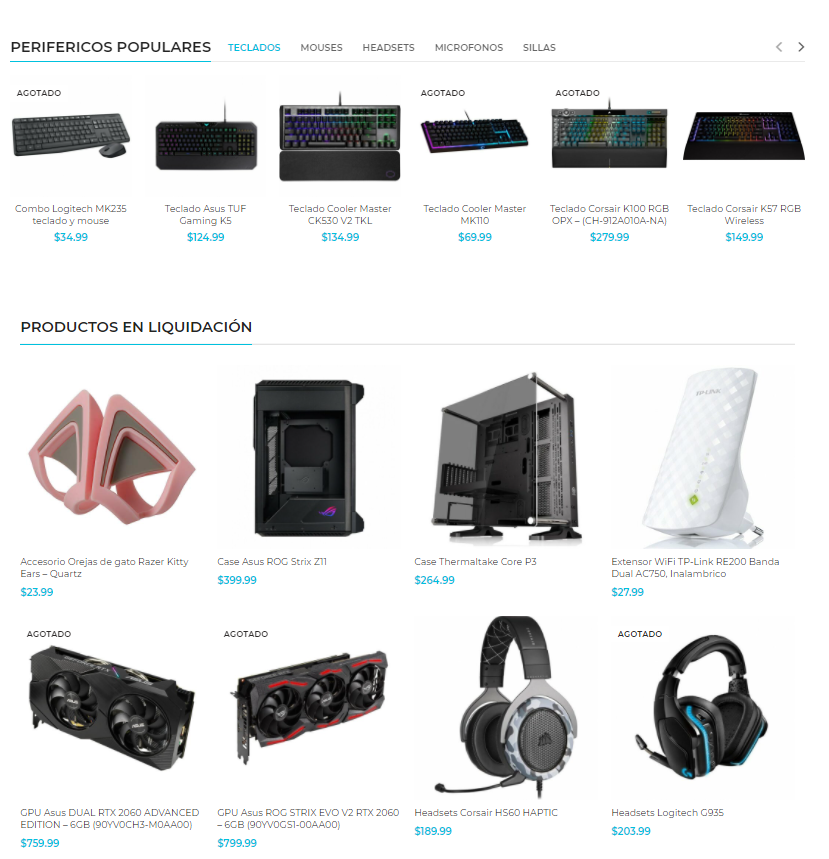 PERIFERICOS POPULARES TECLADOS MOUSES HEADSETS MICROFONOS SILLAS
AGOTADO AGOTADO AGOTADO
Combo Logitech MK235
teclado y mouse
$34.99
Teclado Asus TUF
Gaming K5
$124.99
Teclado Cooler Master
CK530 V2 TKL
$134.99
Teclado Cooler Master
MK110
$69.99
Teclado Corsair K100 RGB
OPX – (CH-912A010A-NA)
$279.99
Teclado Corsair K57 RGB
Wireless
$149.99
PRODUCTOS EN LIQUIDACIÓN
TP-LINK
Accesorio Orejas de gato Razer Kitty
Ears – Quartz
$23.99
Case Asus ROG Strix Z11
$399.99
Case Thermaltake Core P3
$264.99
Extensor WiFi TP-Link RE200 Banda
Dual AC750, Inalambrico
$27.99
AGOTADO AGOTADO AGOTADO
GPU Asus DUAL RTX 2060 ADVANCED
EDITION – 6GB (90YV0CH3-M0AA00)
$759.99
GPU Asus ROG STRIX EVO V2 RTX 2060
– 6GB (90YV0GS1-00AA00)
$799.99
Headsets Corsair HS60 HAPTIC
$189.99
Headsets Logitech G935
$203.99